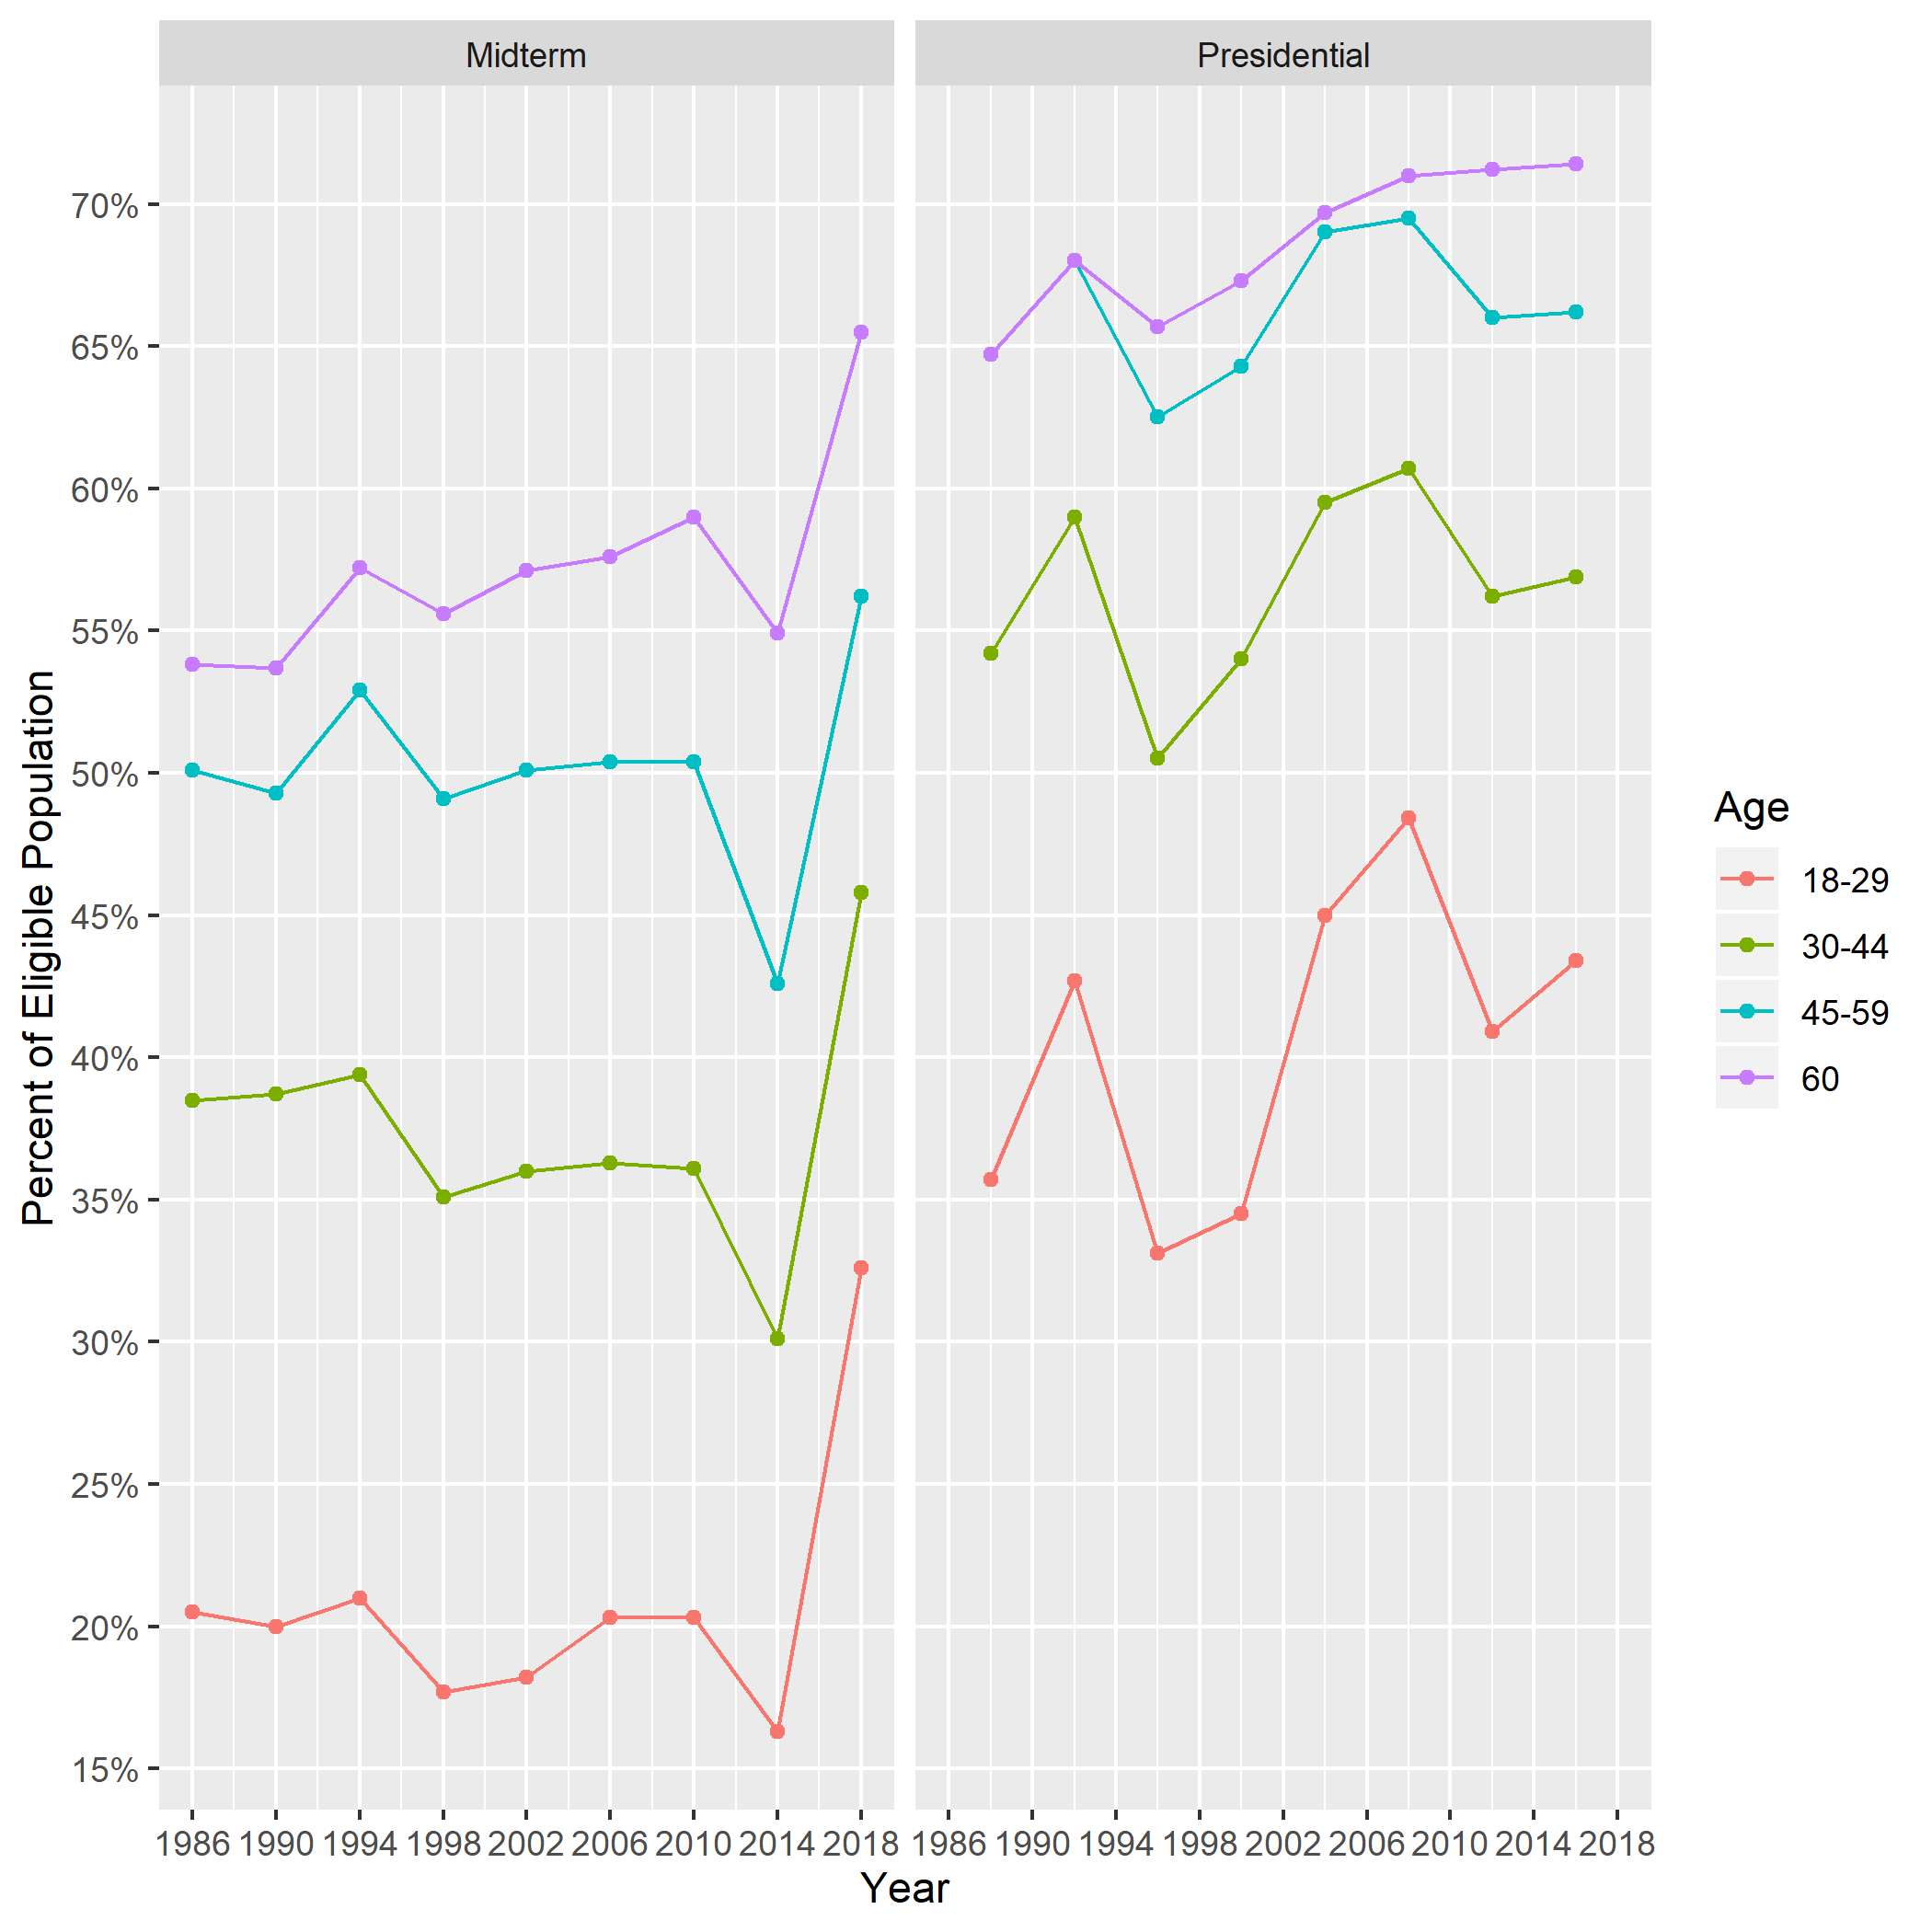 Midterm
Presidential
70%
65%
60%
55%
50%
45%
40%
35%
30%
25%
20%
15%
Percent of Eligible Population
1986 1990 1994 1998 2002 2006 2010 2014 2018
1986 1990 1994 1998 2002 2006 2010 2014 2018
Year
Age
18-29
30-44
45-59
60